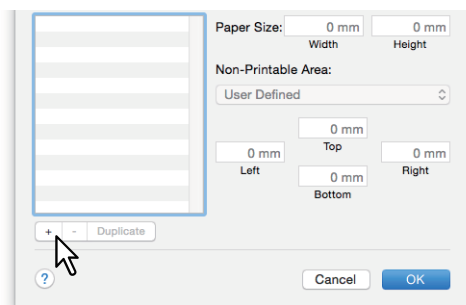 Paper Size: 0 mm 0 mm
Width Height
Non-Printable Area:
User Defined
0 mm
Top
0 mm 0 mm
Left Right
0 mm
Bottom
+ - Duplicate
? Cancel OK